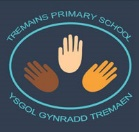 TREMAINS PRIMARY SCHOOL
YSGOL GYNRADD TREMAEN